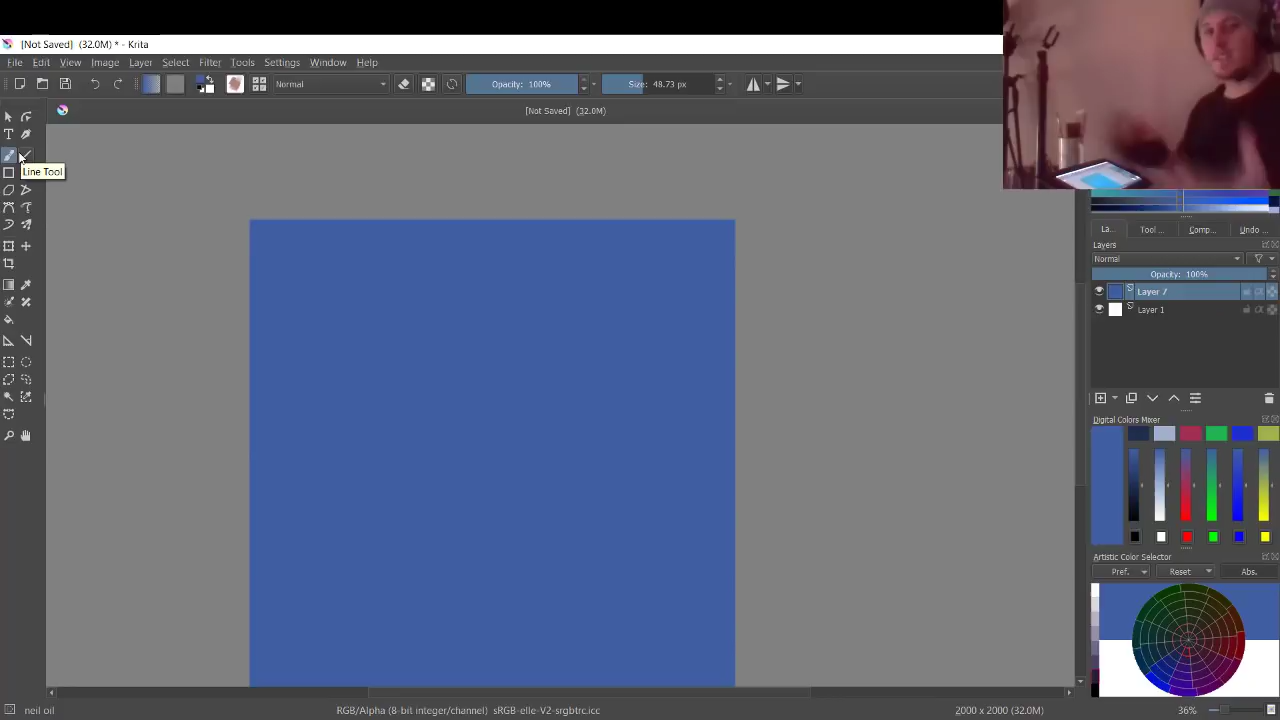 [Not Saved] (32.0M) * - Krita
File Edit View Image Layer Select Filter Tools Settings Window Help
Normal Opacity: 100% Size: 48.73 px
[Not Saved] (32.0M)
Line Tool
La... Tool ... Comp... Undo ...
Layers
Normal
Opacity: 100%
Layer 7
Layer 1
Digital Colors Mixer
Artistic Color Selector
Pref. Reset Abs.
neil oil RGB/Alpha (8-bit integer/channel) sRGB-elle-V2-srgbtrc.icc 2000 x 2000 (32.0M) 36%